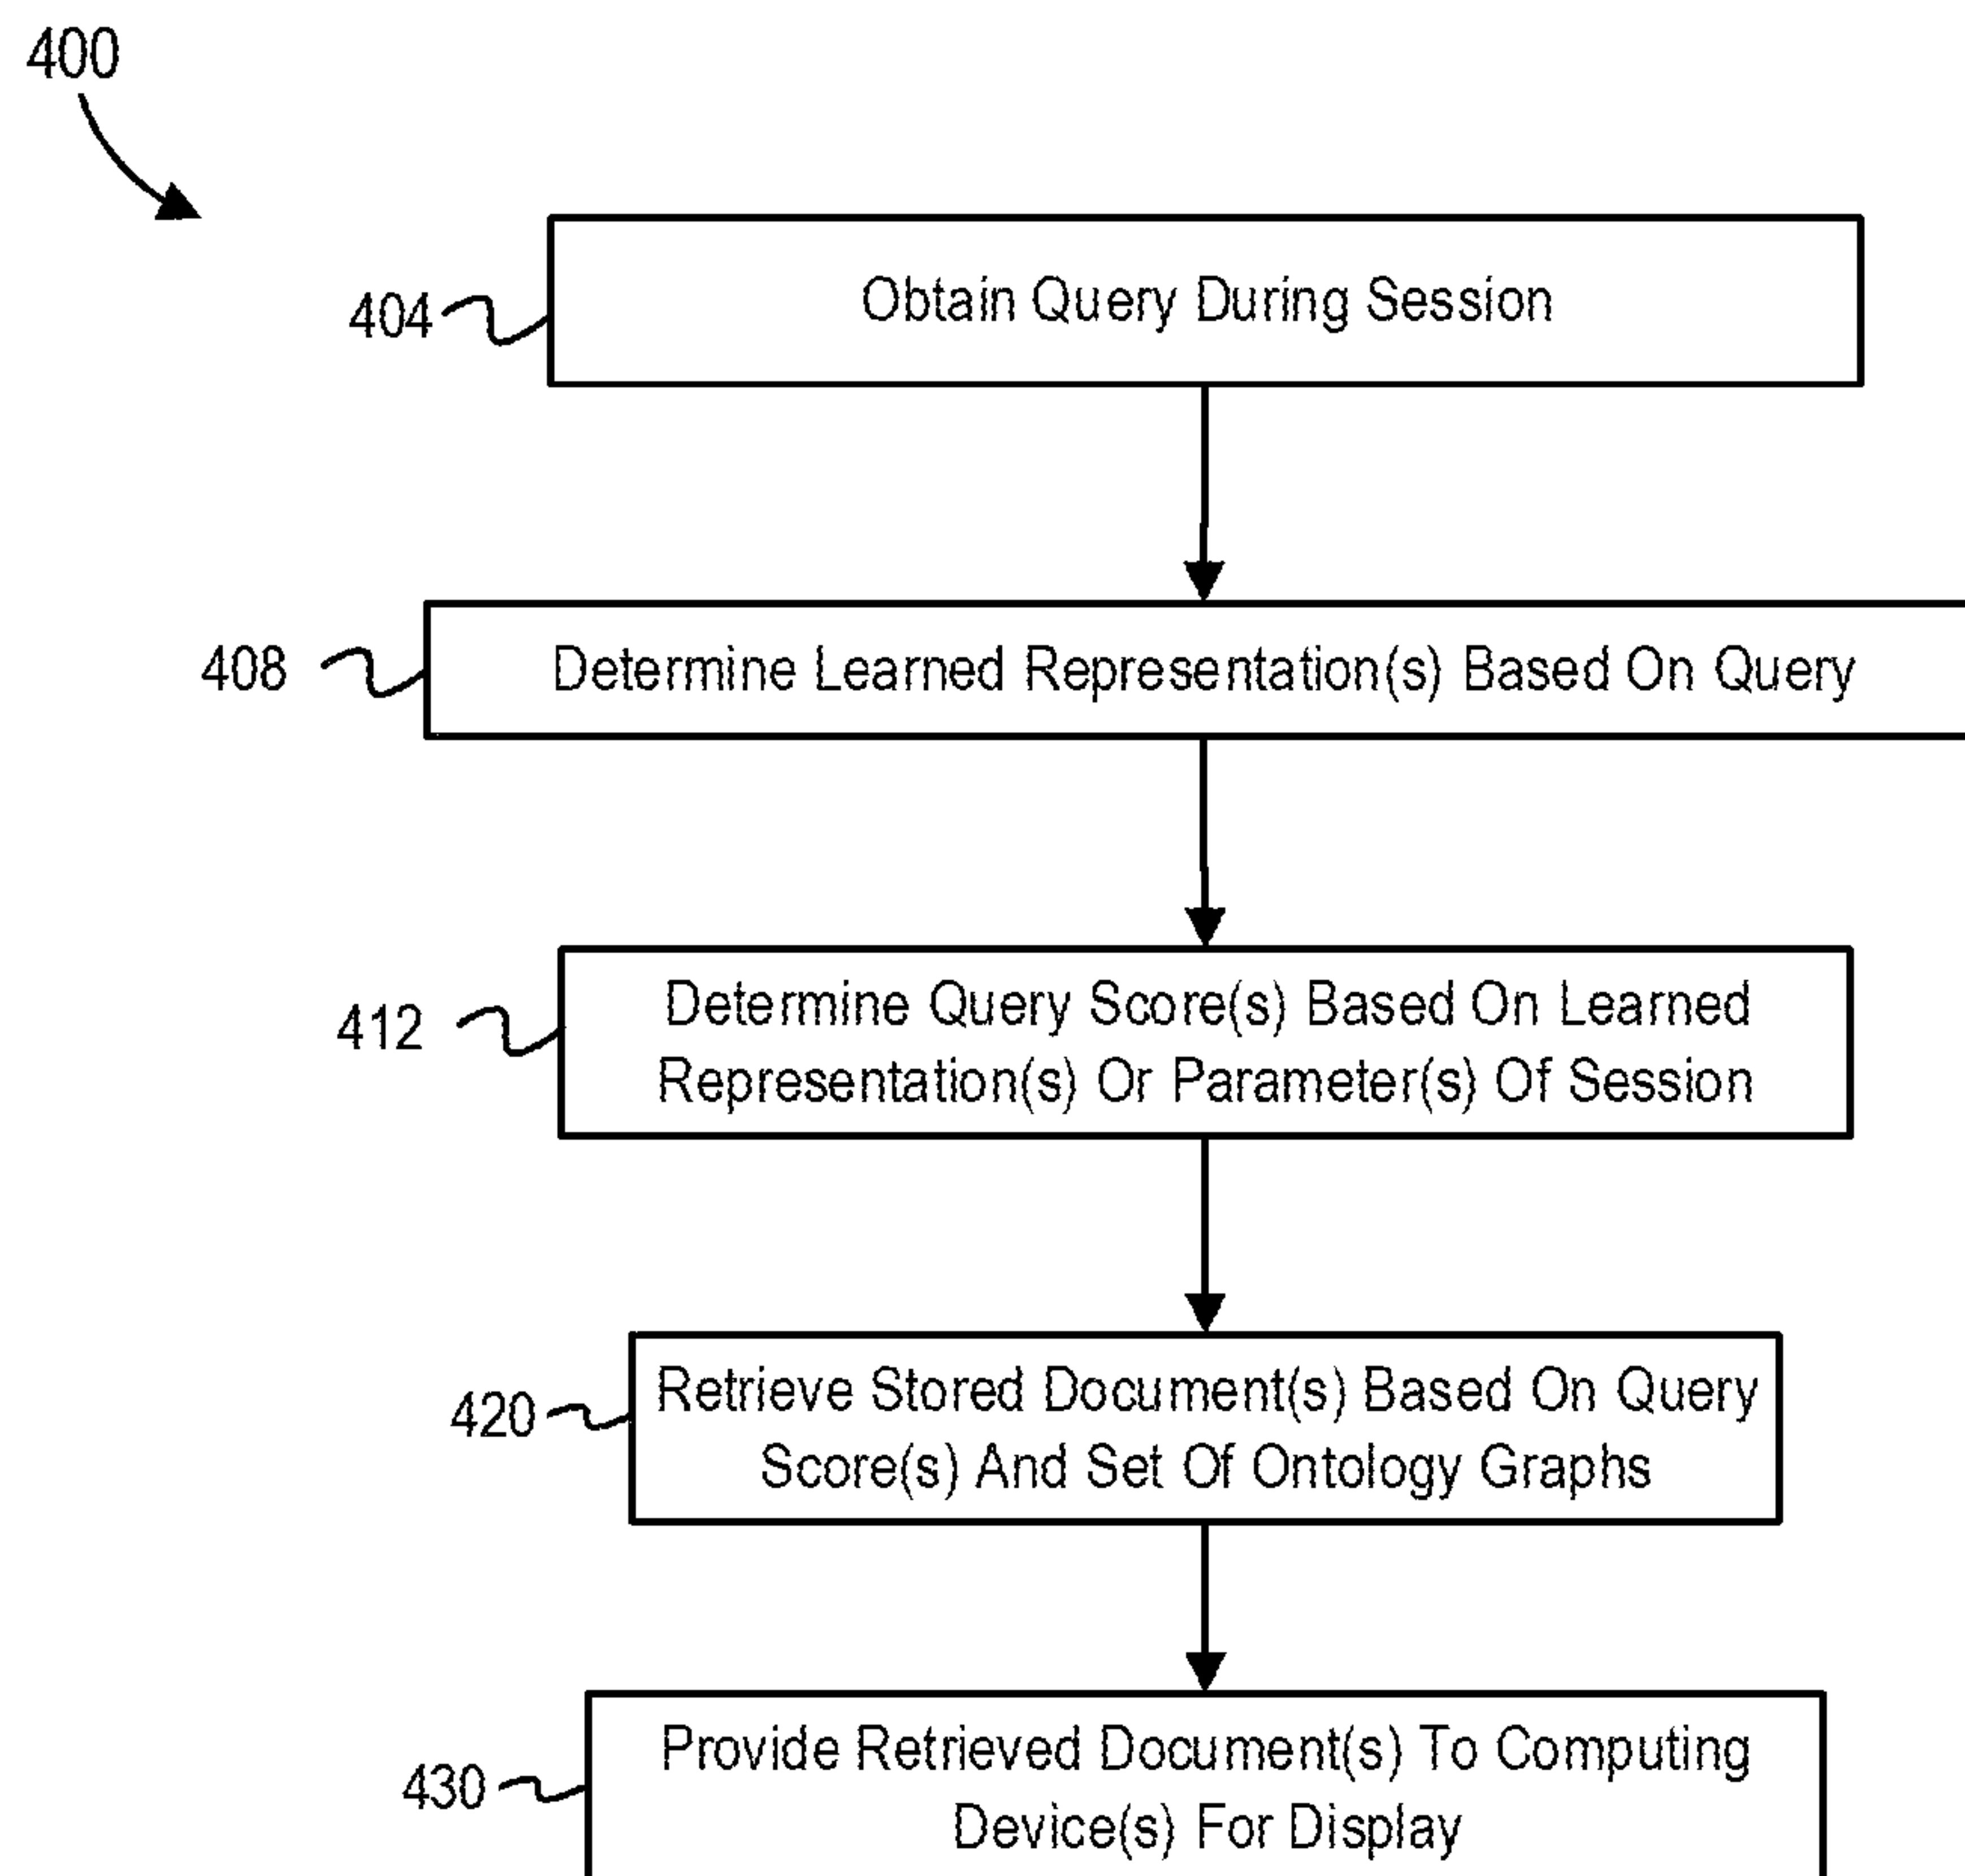 400
404
Obtain Query During Session
408
Determine Learned Representation(s) Based On Query
412
Determine Query Score(s) Based On Learned
Representation(s) Or Parameter(s) Of Session
420
Retrieve Stored Document(s) Based On Query
Score(s) And Set Of Ontology Graphs
430
Provide Retrieved Document(s) To Computing
Device(s) For Display